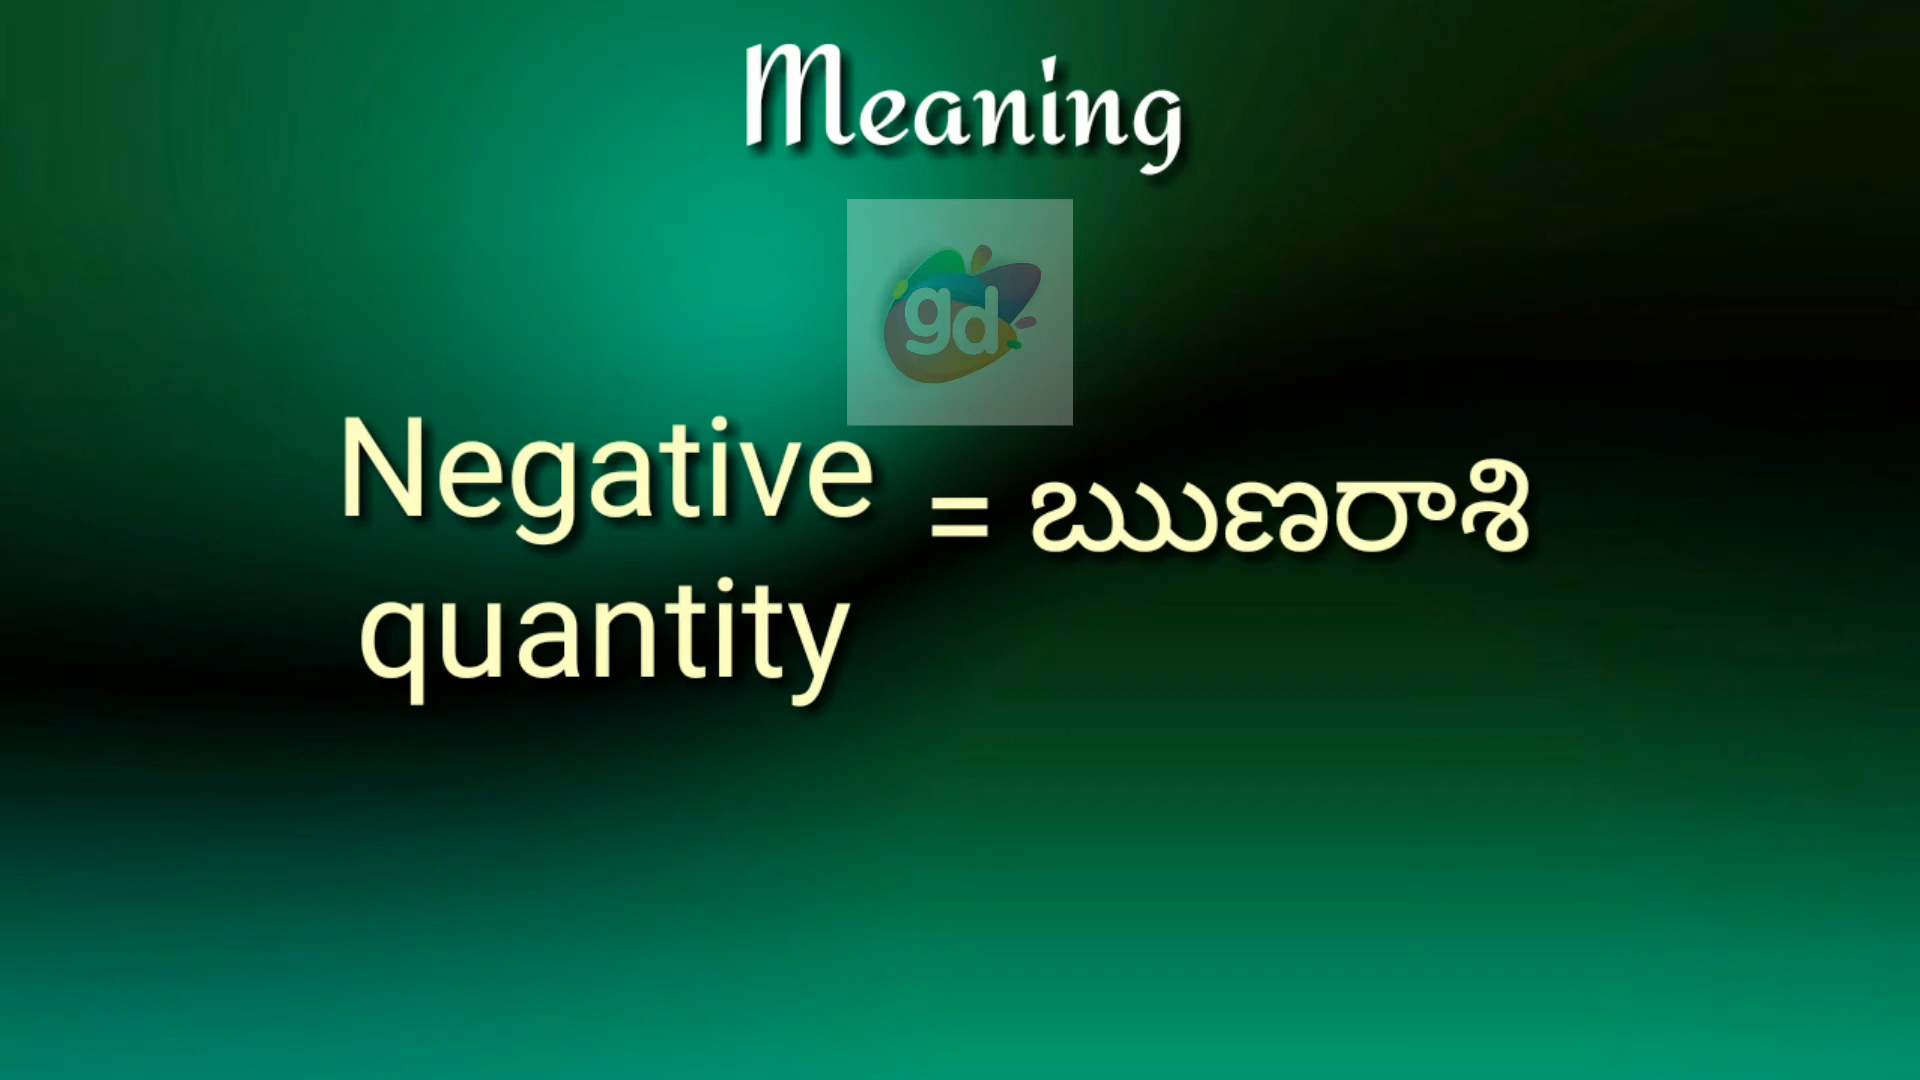 Meaning
gd
Negative
quantity
= ఋణరాశి